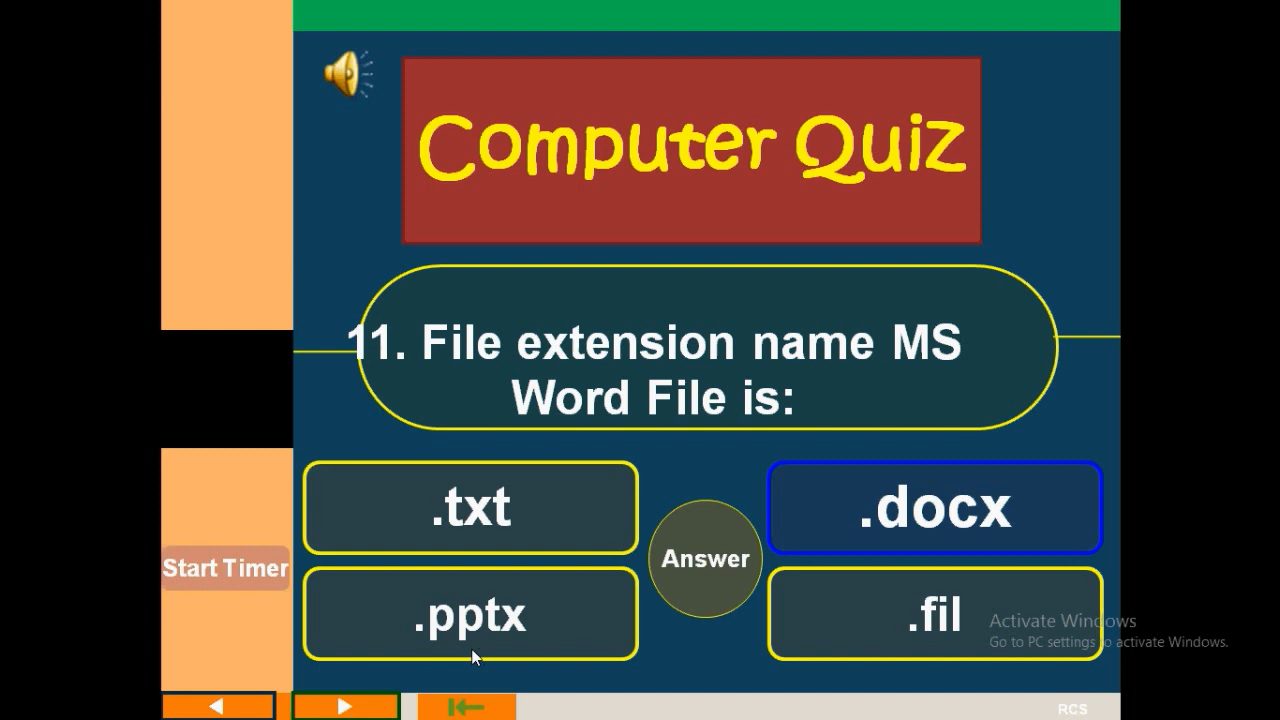 Computer Quiz
11. File extension name MS
Word File is:
.txt
.docx
Answer
.pptx
.fil
Start Timer
Activate Windows
Go to PC settings to activate Windows.
RCS